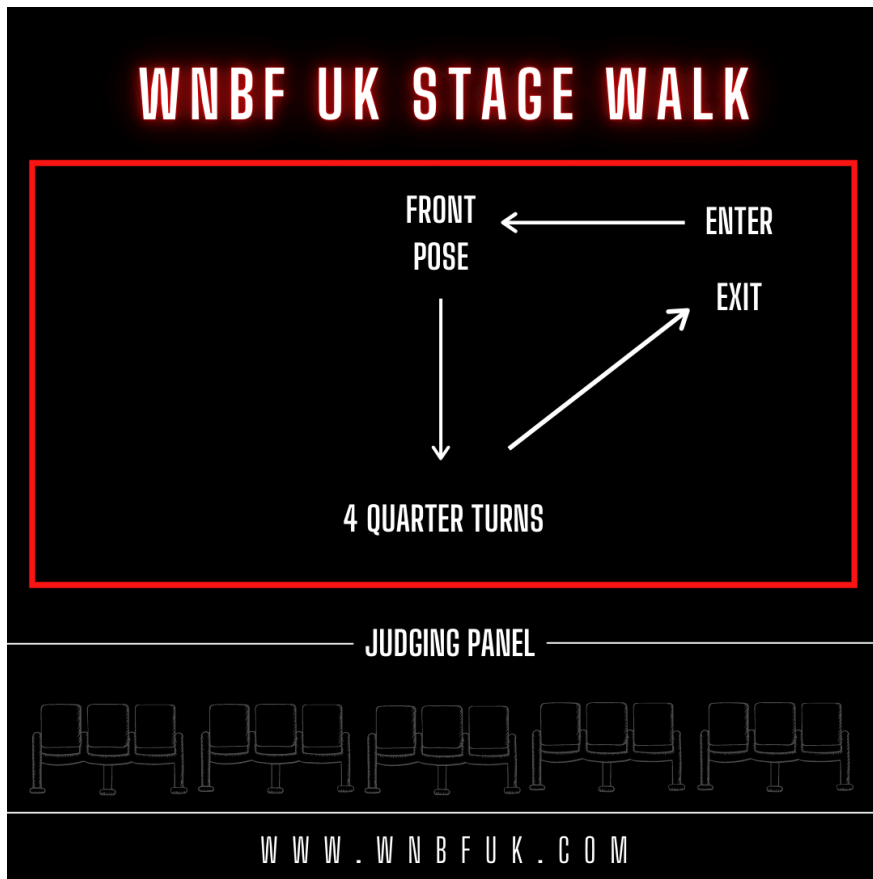 WNBF UK STAGE WALK
FRONT
POSE
ENTER
EXIT
4 QUARTER TURNS
JUDGING PANEL
WWW.WNBFUK.COM